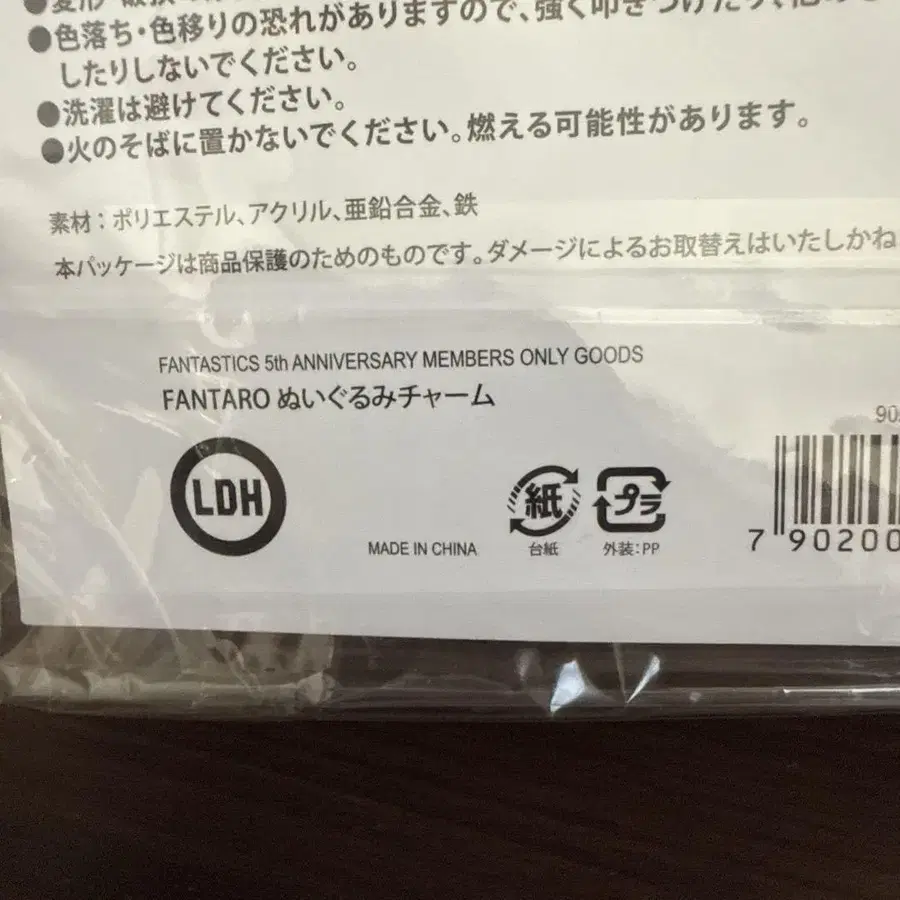 ●色落ち・色移りの恐れがありますので、強く叩きつけたり、
したりしないでください。
●洗濯は避けてください。
●火のそばに置かないでください。燃える可能性があります。
素材：ポリエステル、アクリル、亜鉛合金、鉄
本パッケージは商品保護のためのものです。ダメージによるお取替えはいたしかね
FANTASTICS 5th ANNIVERSARY MEMBERS ONLY GOODS
FANTARO ぬいぐるみチャーム
LDH
MADE IN CHINA
紙
台紙
プラ
外装：PP
90
7 90200